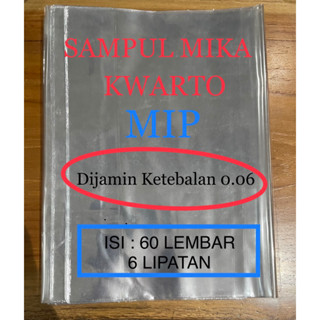 SAMPUL MIKA
KWARTO
MIP
Dijamin Ketebalan 0.06
ISI : 60 LEMBAR
6 LIPATAN